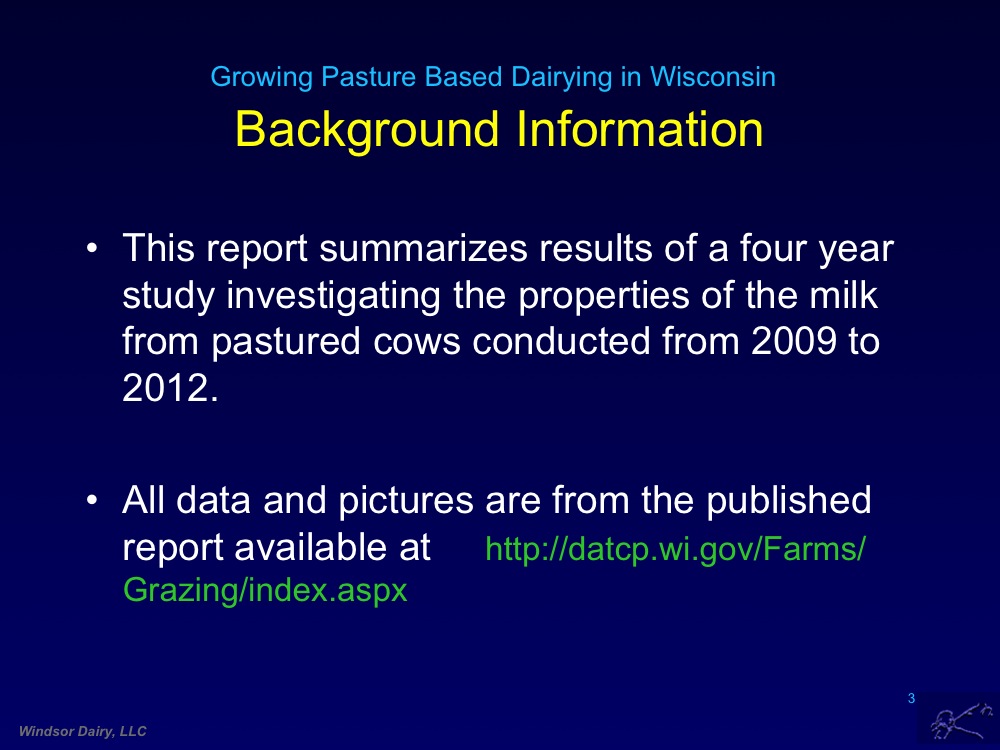 Growing Pasture Based Dairying in Wisconsin
Background Information
• This report summarizes results of a four year
study investigating the properties of the milk
from pastured cows conducted from 2009 to
2012.
• All data and pictures are from the published
report available at http://datcp.wi.gov/Farms/
Grazing/index.aspx
3
Windsor Dairy, LLC